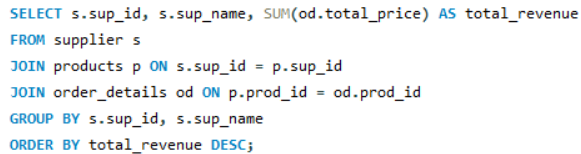 SELECT s.sup_id, s.sup_name, SUM(od.total_price) AS total_revenue
FROM supplier s
JOIN products p ON s.sup_id = p.sup_id
JOIN order_details od ON p.prod_id = od.prod_id
GROUP BY s.sup_id, s.sup_name
ORDER BY total_revenue DESC;